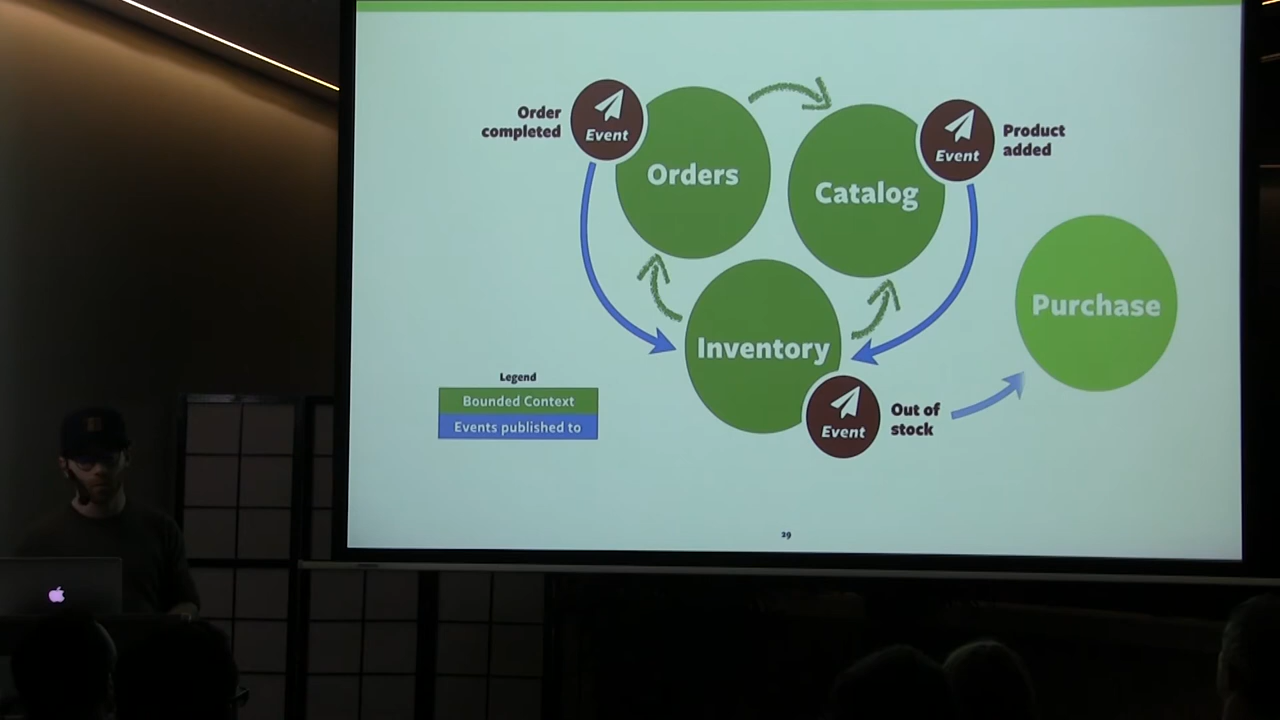 Order
completed
Event
Orders
Catalog
Event
Product
added
Purchase
Inventory
Event
Out of
stock
Legend
Bounded Context
Events published to
29